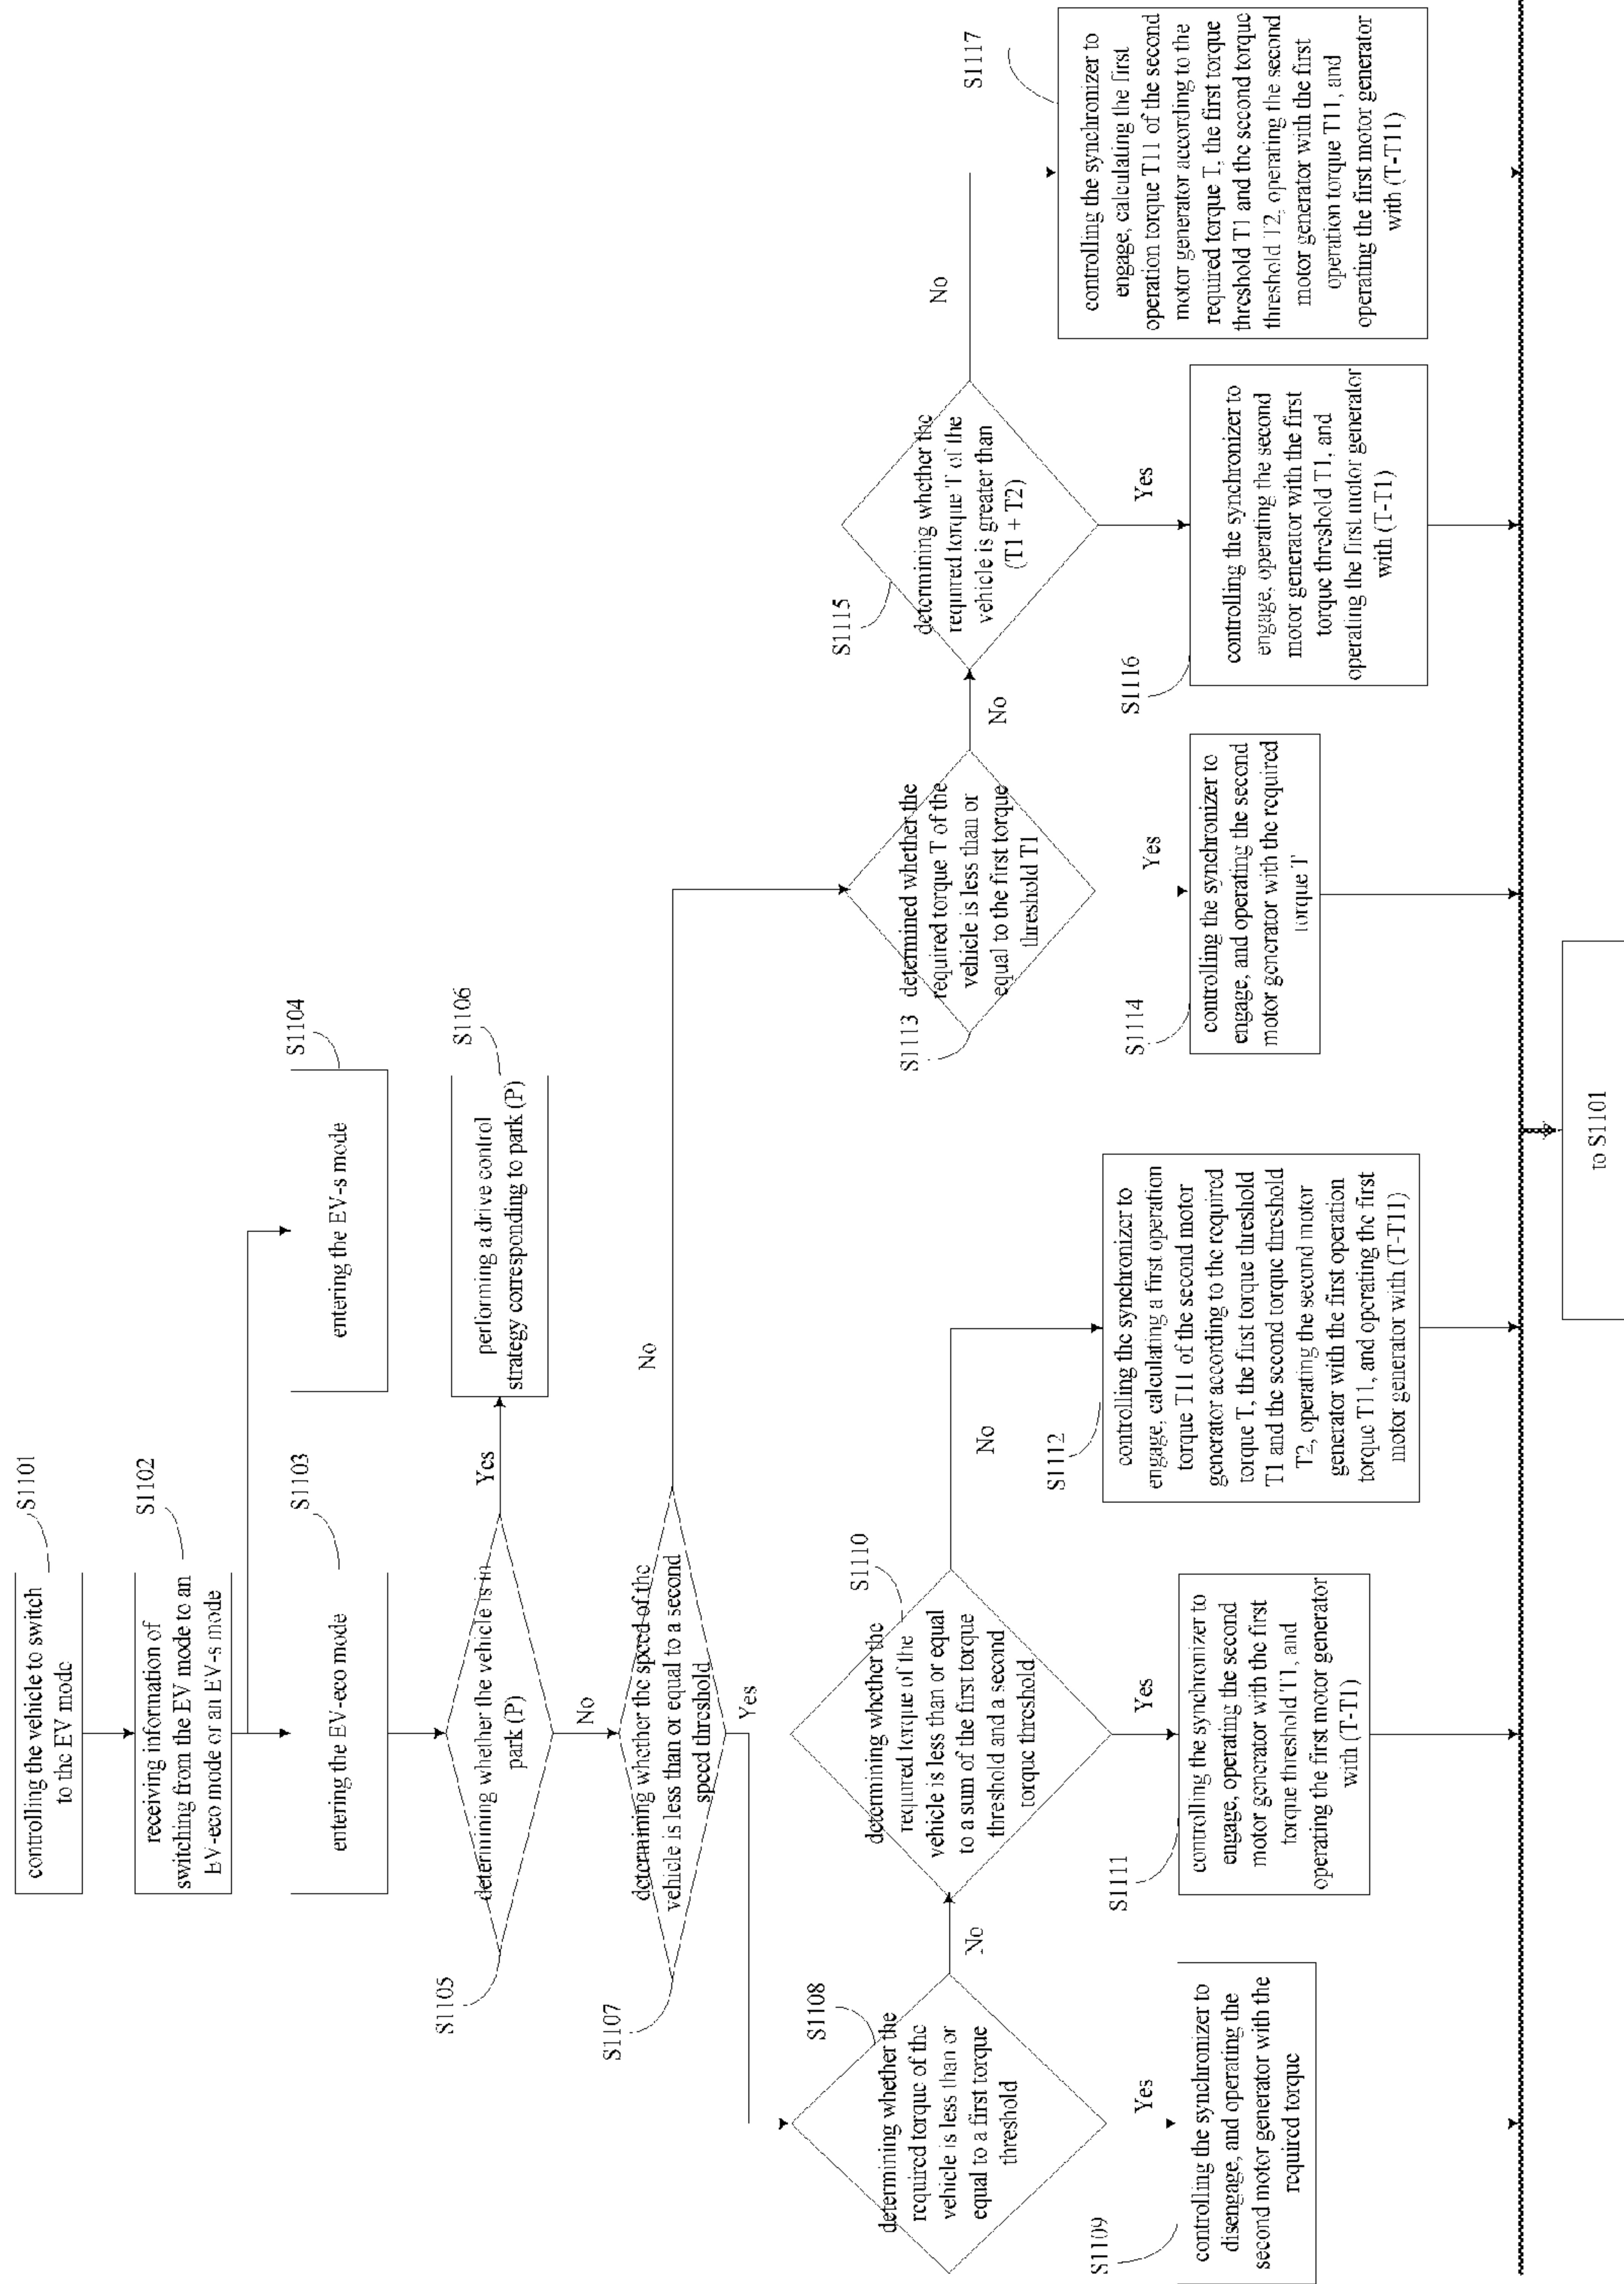 S1101
controlling the vehicle to switch
to the EV mode
S1102
receiving information of
switching from the EV mode to an
EV-eco mode or an EV-s mode
S1103
entering the EV-eco mode
S1104
entering the EV-s mode
S1105
determining whether the vehicle is in
park (P)
Yes
S1106
performing a drive control
strategy corresponding to park (P)
No
S1107
determining whether the speed of the
vehicle is less than or equal to a second
speed threshold
No
Yes
S1108
determining whether the
required torque of the
vehicle is less than or
equal to a first torque
threshold
No
Yes
S1109
controlling the synchronizer to
disengage, and operating the
second motor generator with the
required torque
S1110
determining whether the
required torque of the
vehicle is less than or equal
to a sum of the first torque
threshold and a second
torque threshold
No
Yes
S1111
controlling the synchronizer to
engage, operating the second
motor generator with the first
torque threshold T1, and
operating the first motor generator
with (T-T1)
S1112
controlling the synchronizer to
engage, calculating a first operation
torque T11 of the second motor
generator according to the required
torque T, the first torque threshold
T1 and the second torque threshold
T2, operating the second motor
generator with the first operation
torque T11, and operating the first
motor generator with (T-T11)
S1113
determined whether the
required torque T of the
vehicle is less than or
equal to the first torque
threshold T1
No
Yes
S1114
controlling the synchronizer to
engage, and operating the second
motor generator with the required
torque T
S1115
determining whether the
required torque T of the
vehicle is greater than
(T1 + T2)
No
Yes
S1116
controlling the synchronizer to
engage, operating the second
motor generator with the first
torque threshold T1, and
operating the first motor generator
with (T-T1)
S1117
controlling the synchronizer to
engage, calculating the first
operation torque T11 of the second
motor generator according to the
required torque T, the first torque
threshold T1 and the second torque
threshold T2, operating the second
motor generator with the first
operation torque T11, and
operating the first motor generator
with (T-T11)
to S1101